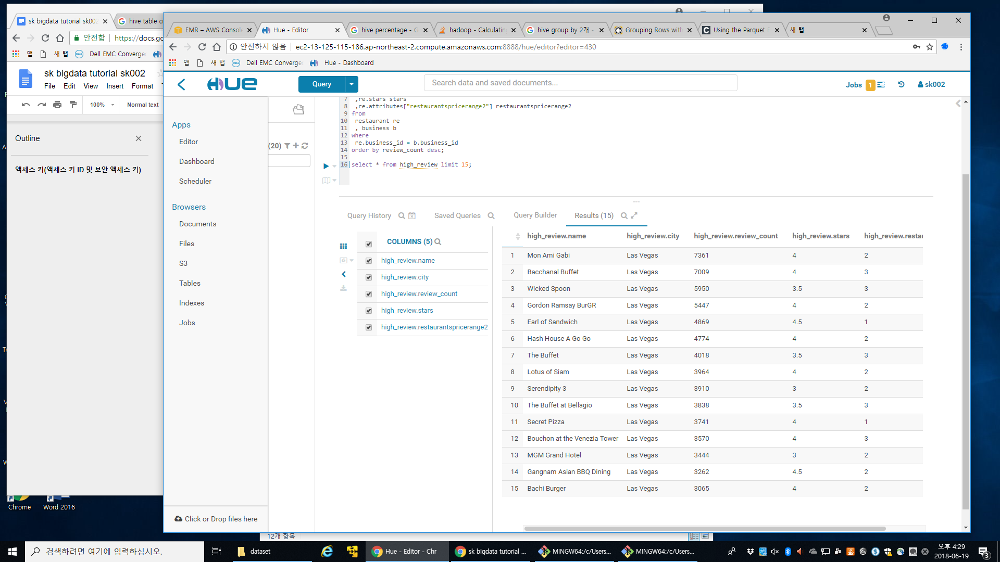 sk bigdata tutorial sk002
hive table cr
안전함
https://docs.go
앱
새 탭
Dell EMC Converge
sk bigdata tutorial sk002
File Edit View Insert Format
100% Normal text
Outline
액세스 키(액세스 키 ID 및 보안 액세스 키)
Chrome
Word 2016
EMR – AWS Console
Hue - Editor
hive percentage - G
hadoop - Calculating
hive group by 2개 -
Grouping Rows with
Using the Parquet F
새 탭
안전하지 않음
ec2-13-125-115-186.ap-northeast-2.compute.amazonaws.com:8888/hue/editor?editor=430
앱
새 탭
Dell EMC Converge
Hue - Dashboard
HUE
Query
Search data and saved documents...
Jobs 1
sk002
Apps
Editor
Dashboard
Scheduler
Browsers
Documents
Files
S3
Tables
Indexes
Jobs
Click or Drop files here
(20)
7 ,re.stars stars
8 ,re.attributes["restaurantspricerange2"] restaurantspricerange2
9 from
10 restaurant re
11 , business b
12 where
13 re.business_id = b.business_id
14 order by review_count desc;
15
16 select * from high_review limit 15;
Query History
Saved Queries
Query Builder
Results (15)
COLUMNS (5)
high_review.name
high_review.city
high_review.review_count
high_review.stars
high_review.restaurantspricerange2
high_review.name high_review.city high_review.review_count high_review.stars high_review.restau
1 Mon Ami Gabi Las Vegas 7361 4 2
2 Bacchanal Buffet Las Vegas 7009 4 3
3 Wicked Spoon Las Vegas 5950 3.5 3
4 Gordon Ramsay BurGR Las Vegas 5447 4 2
5 Earl of Sandwich Las Vegas 4869 4.5 1
6 Hash House A Go Go Las Vegas 4774 4 2
7 The Buffet Las Vegas 4018 3.5 3
8 Lotus of Siam Las Vegas 3964 4 2
9 Serendipity 3 Las Vegas 3910 3 2
10 The Buffet at Bellagio Las Vegas 3838 3.5 3
11 Secret Pizza Las Vegas 3741 4 1
12 Bouchon at the Venezia Tower Las Vegas 3570 4 3
13 MGM Grand Hotel Las Vegas 3444 3 2
14 Gangnam Asian BBQ Dining Las Vegas 3262 4.5 2
15 Bachi Burger Las Vegas 3065 4 2
12개 항목
검색하려면 여기에 입력하십시오.
dataset
Hue - Editor - Chr
sk bigdata tutorial ...
MINGW64:/c/Users...
MINGW64:/c/Users...
오후 4:29
2018-06-19
3